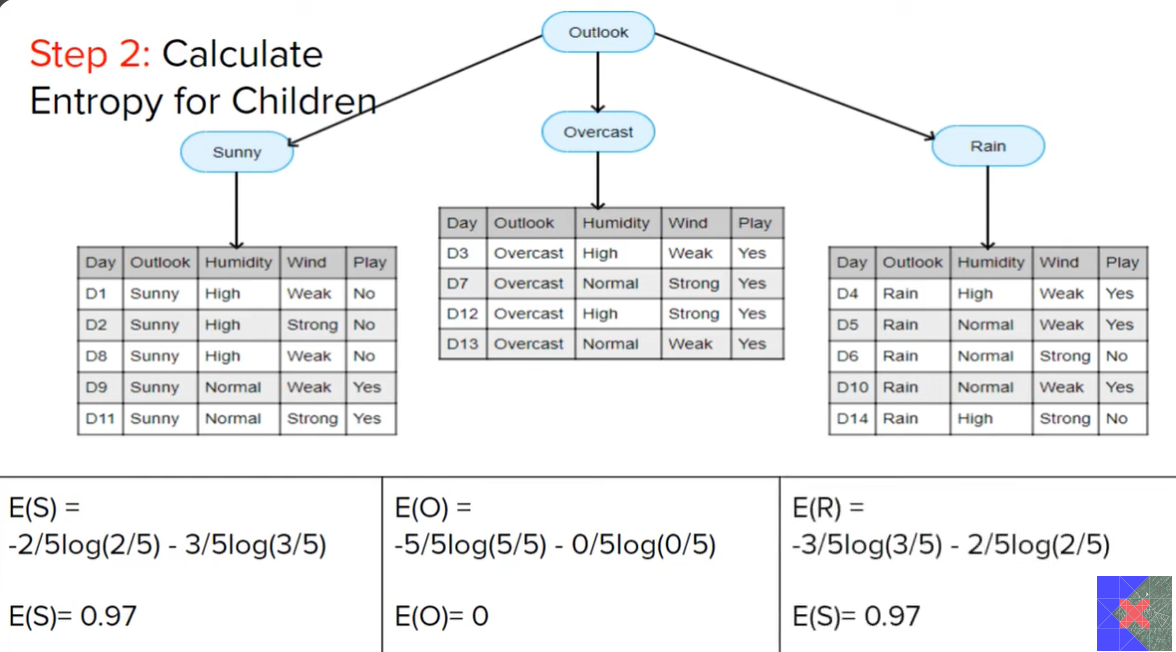 Outlook
Step 2: Calculate
Entropy for Children
Overcast
Sunny
Rain
Day Outlook Humidity Wind Play
D1 Sunny High Weak No
D2 Sunny High Strong No
D8 Sunny High Weak No
D9 Sunny Normal Weak Yes
D11 Sunny Normal Strong Yes
Day Outlook Humidity Wind Play
D3 Overcast High Weak Yes
D7 Overcast Normal Strong Yes
D12 Overcast High Strong Yes
D13 Overcast Normal Weak Yes
Day Outlook Humidity Wind Play
D4 Rain High Weak Yes
D5 Rain Normal Weak Yes
D6 Rain Normal Strong No
D10 Rain Normal Weak Yes
D14 Rain High Strong No
E(S) =
-2/5log(2/5) - 3/5log(3/5)
E(S)= 0.97
E(O) =
-5/5log(5/5) - 0/5log(0/5)
E(O)= 0
E(R) =
-3/5log(3/5) - 2/5log(2/5)
E(S)= 0.97